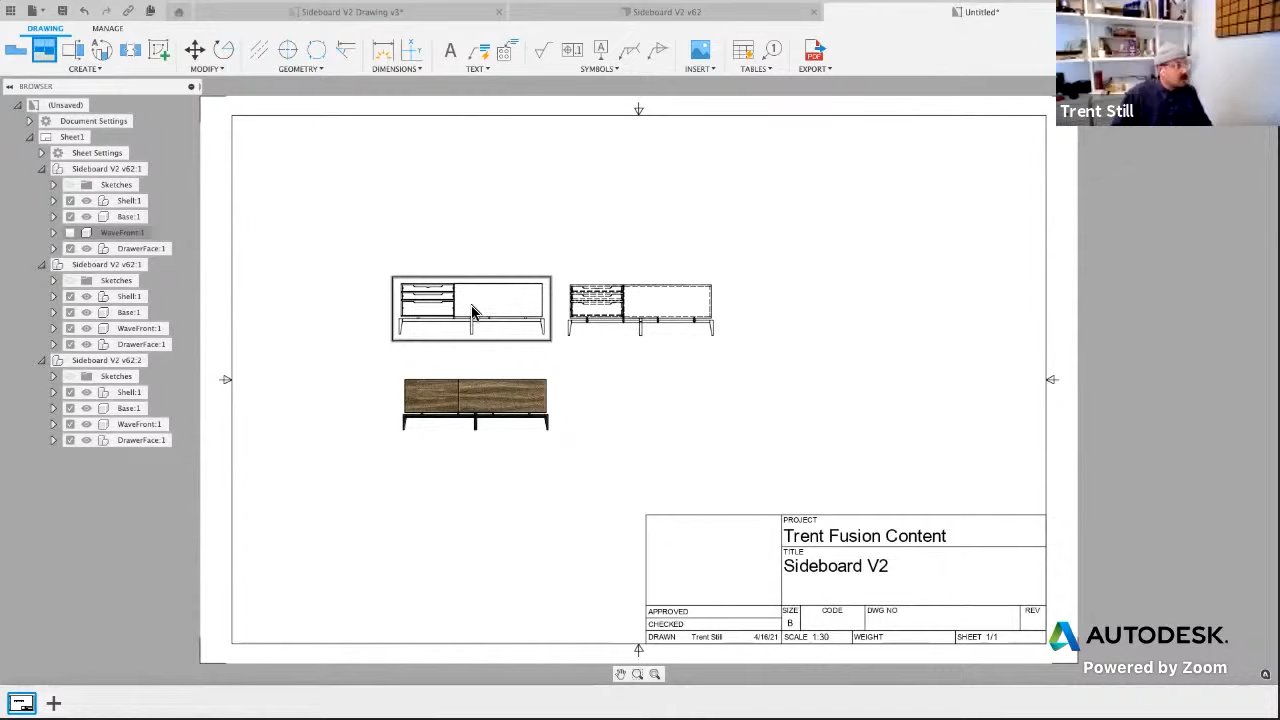 Sideboard V2 Drawing v3*
Sideboard V2 v62
Untitled*
DRAWING
MANAGE
CREATE
MODIFY
GEOMETRY
DIMENSIONS
TEXT
SYMBOLS
INSERT
TABLES
EXPORT
PDF
Trent Still
BROWSER
(Unsaved)
Document Settings
Sheet1
Sheet Settings
Sideboard V2 v62:1
Sketches
Shell:1
Base:1
WaveFront:1
DrawerFace:1
Sideboard V2 v62:1
Sketches
Shell:1
Base:1
WaveFront:1
DrawerFace:1
Sideboard V2 v62:2
Sketches
Shell:1
Base:1
WaveFront:1
DrawerFace:1
PROJECT
Trent Fusion Content
TITLE
Sideboard V2
APPROVED
CHECKED
DRAWN Trent Still 4/16/21
SIZE
B
CODE
DWG NO
REV
SCALE 1:30
WEIGHT
SHEET 1/1
AUTODESK.
Powered by Zoom